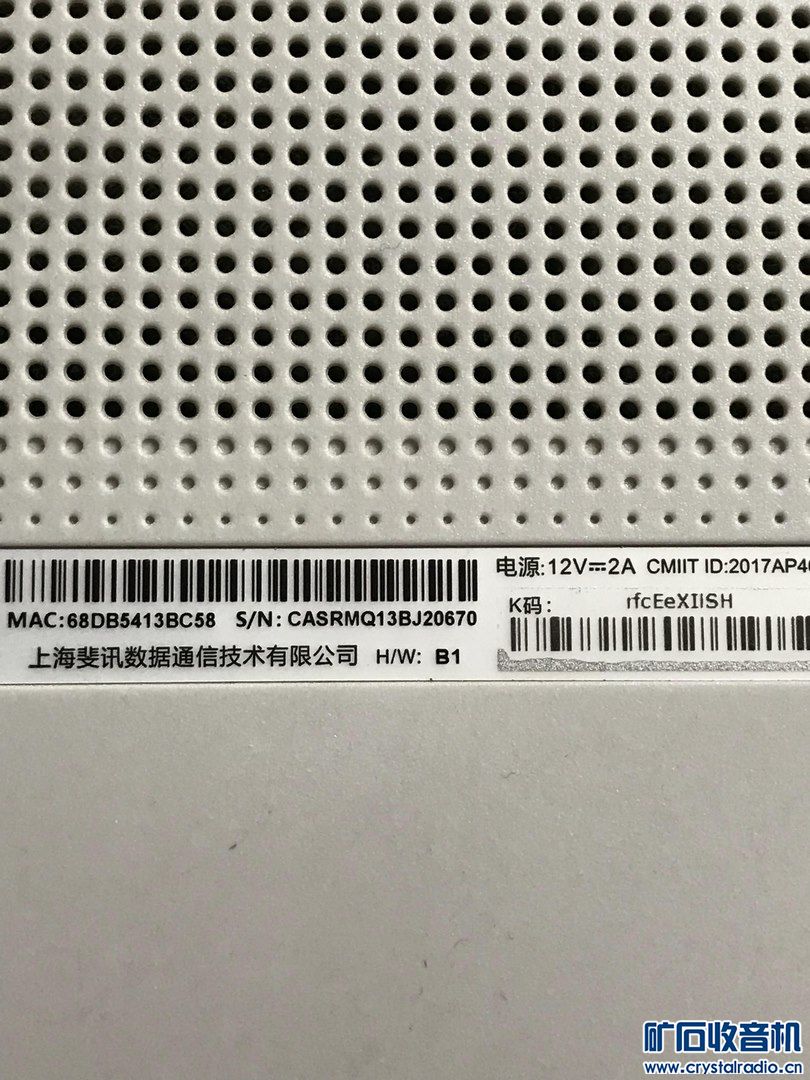 MAC:68DB5413BC58 S/N: CASRMQ13BJ20670
上海斐讯数据通信技术有限公司 H/W: B1
电源:12V⎓2A CMIIT ID:2017AP4
K码: rfcEeXIISH
矿石收音机
www.crystalradio.cn